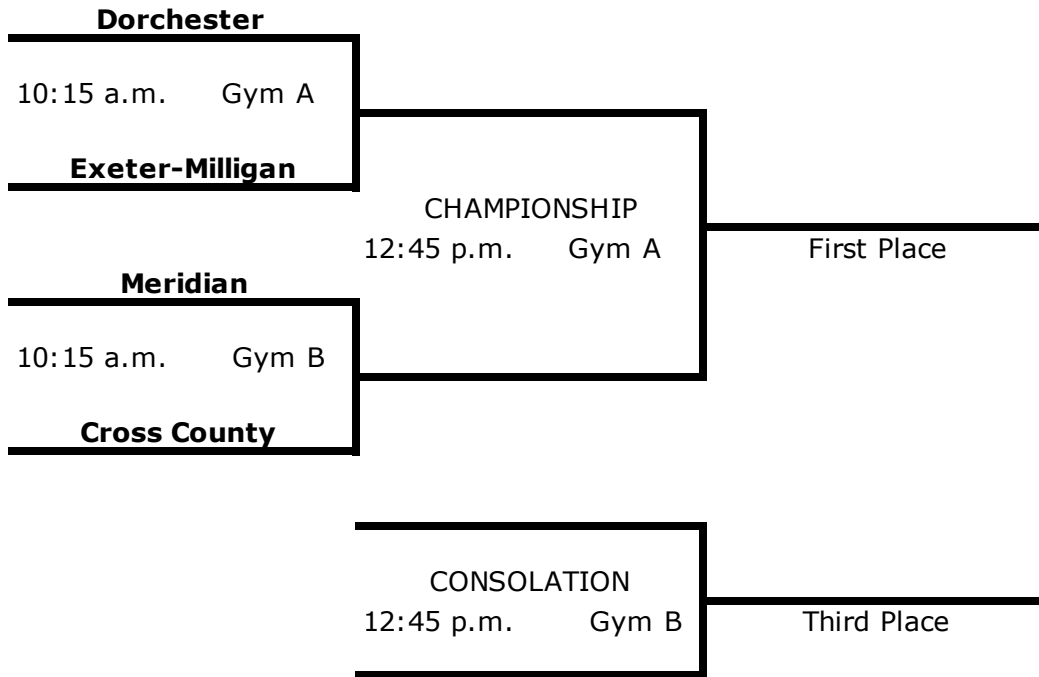 Dorchester
10:15 a.m. Gym A
Exeter-Milligan
CHAMPIONSHIP
12:45 p.m. Gym A
First Place
Meridian
10:15 a.m. Gym B
Cross County
CONSOLATION
12:45 p.m. Gym B
Third Place